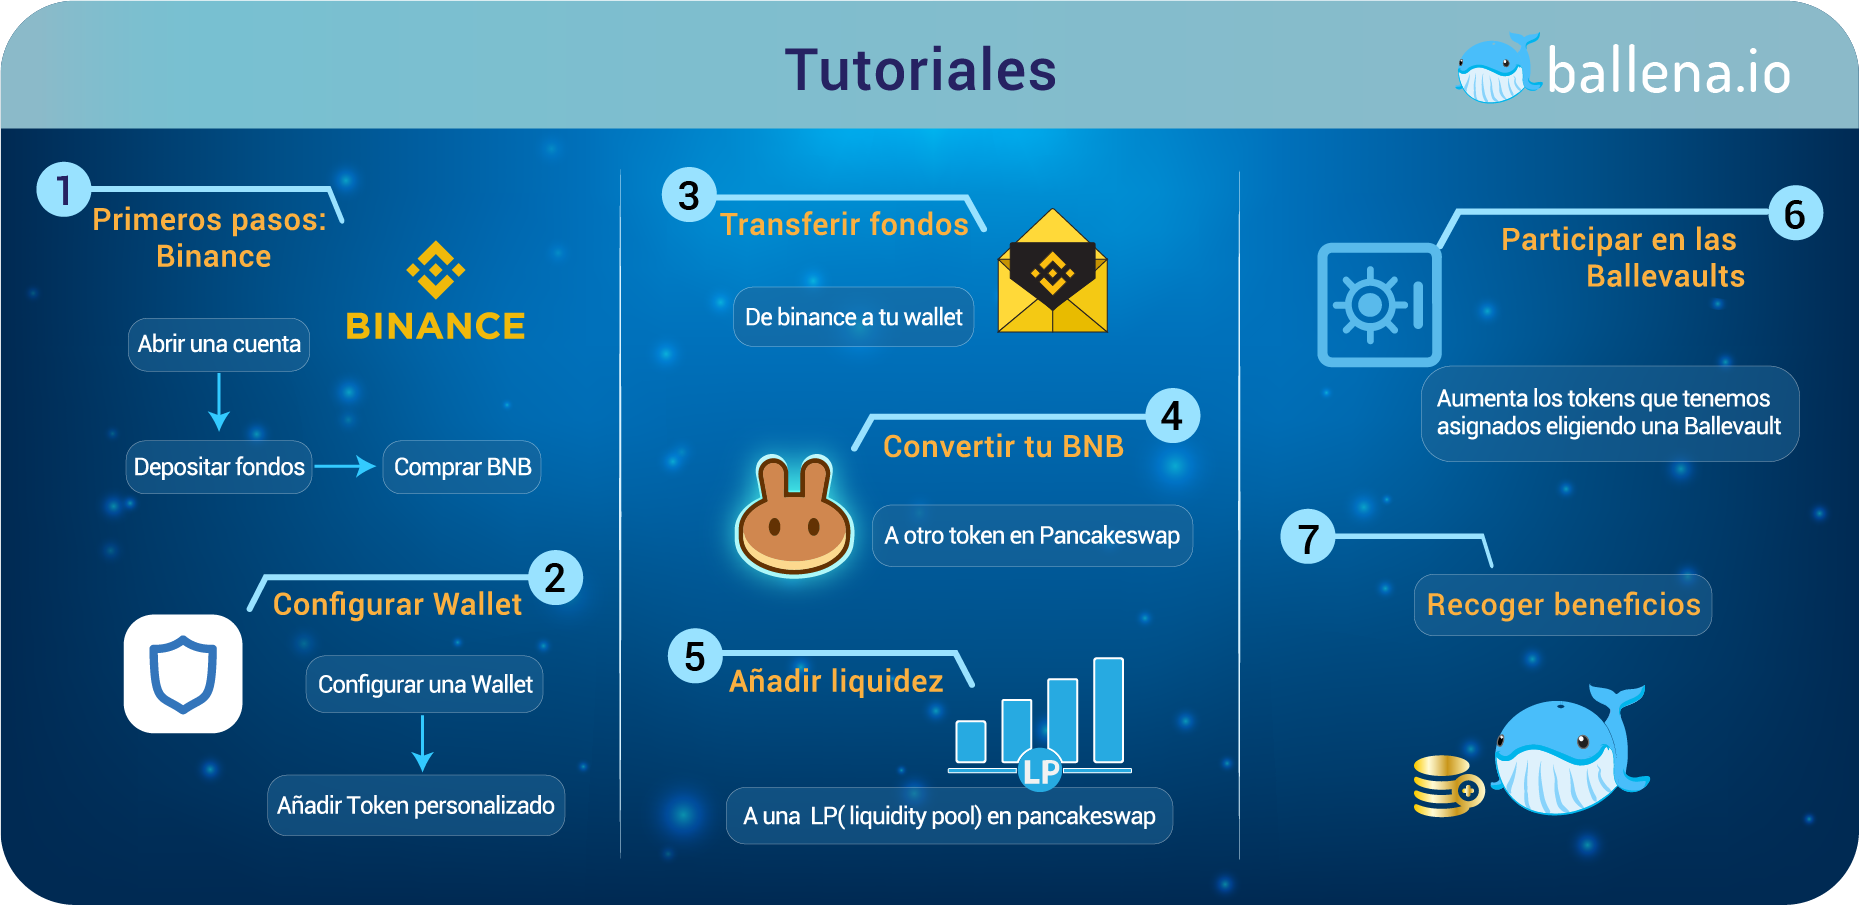 Tutoriales
ballena.io
1
Primeros pasos:
Binance
BINANCE
Abrir una cuenta
Depositar fondos
Comprar BNB
2
Configurar Wallet
Configurar una Wallet
Añadir Token personalizado
3
Transferir fondos
De binance a tu wallet
4
Convertir tu BNB
A otro token en Pancakeswap
5
Añadir liquidez
LP
A una LP( liquidity pool) en pancakeswap
6
Participar en las
Ballevaults
Aumenta los tokens que tenemos
asignados eligiendo una Ballevault
7
Recoger beneficios